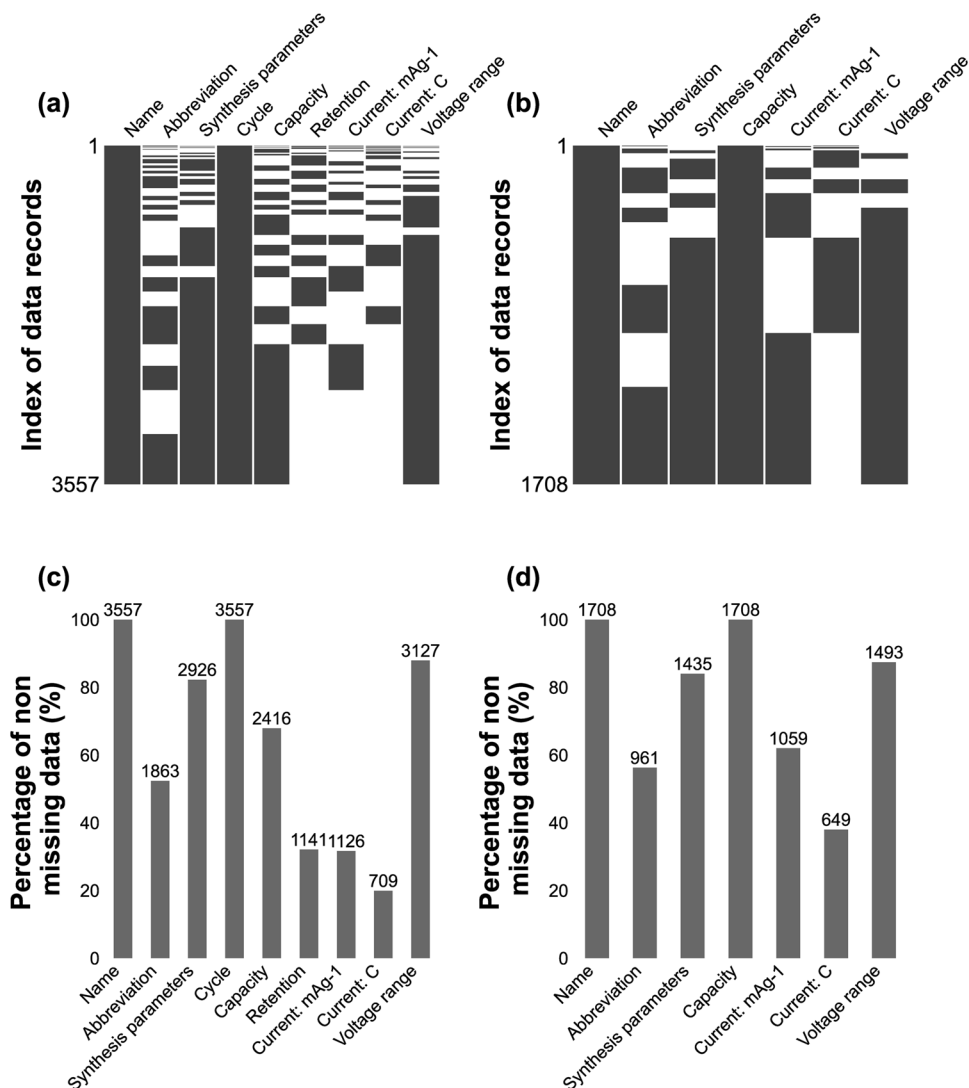 (a)
Name
Abbreviation
Synthesis parameters
Cycle
Capacity
Retention
Current: mAg-1
Current: C
Voltage range
Index of data records
1
3557
(b)
Name
Abbreviation
Synthesis parameters
Capacity
Current: mAg-1
Current: C
Voltage range
Index of data records
1
1708
(c)
Percentage of non
missing data (%)
100
80
60
40
20
0
3557
1863
2926
3557
2416
1141
1126
709
3127
Name
Abbreviation
Synthesis parameters
Cycle
Capacity
Retention
Current: mAg-1
Current: C
Voltage range
(d)
Percentage of non
missing data (%)
100
80
60
40
20
0
1708
961
1435
1708
1059
649
1493
Name
Abbreviation
Synthesis parameters
Capacity
Current: mAg-1
Current: C
Voltage range